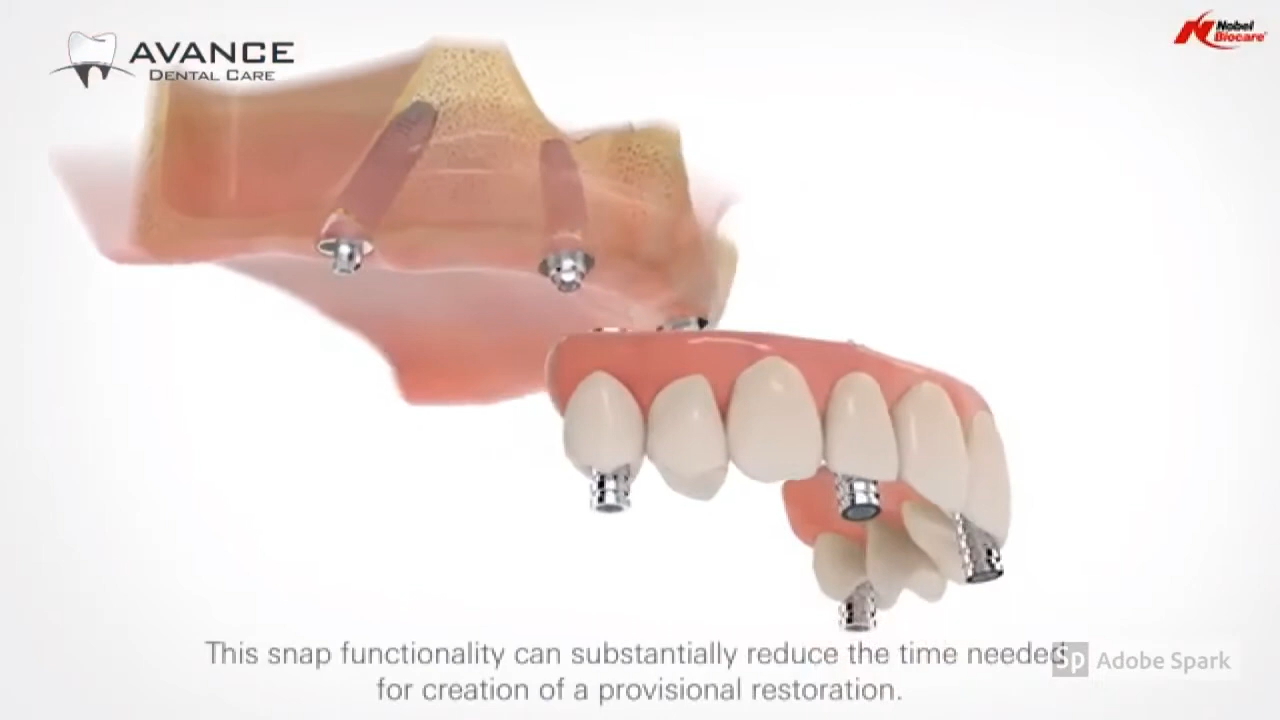 AVANCE
DENTAL CARE
Nobel
Biocare
This snap functionality can substantially reduce the time needed
for creation of a provisional restoration.
Sp Adobe Spark